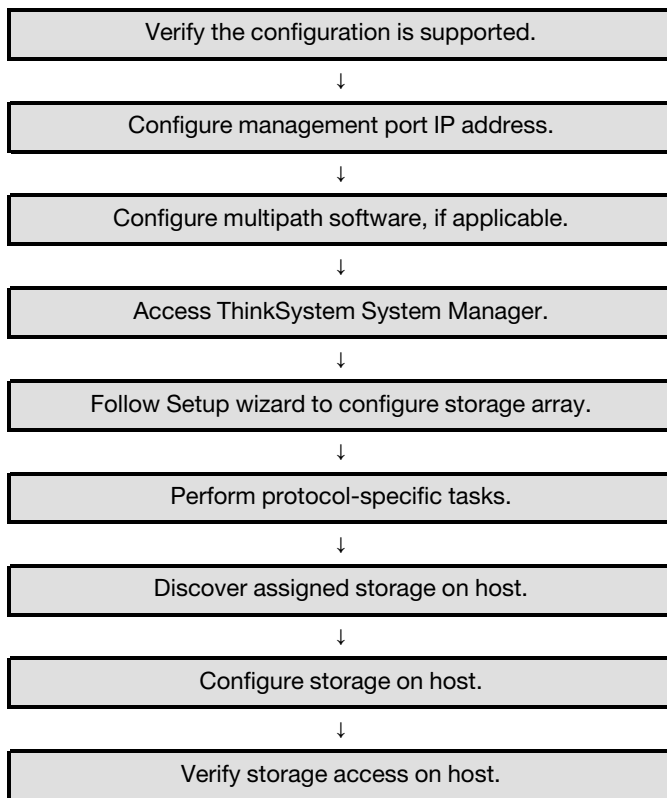 Verify the configuration is supported.
↓
Configure management port IP address.
↓
Configure multipath software, if applicable.
↓
Access ThinkSystem System Manager.
↓
Follow Setup wizard to configure storage array.
↓
Perform protocol-specific tasks.
↓
Discover assigned storage on host.
↓
Configure storage on host.
↓
Verify storage access on host.